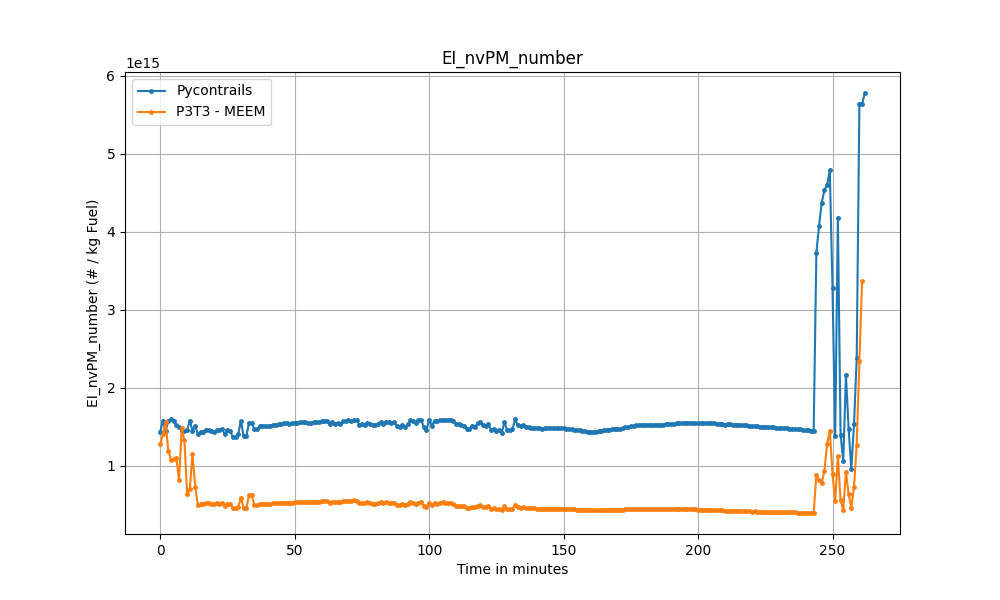 EI_nvPM_number
1e15
Pycontrails
P3T3 - MEEM
6
5
4
3
2
1
EI_nvPM_number (# / kg Fuel)
0 50 100 150 200 250
Time in minutes